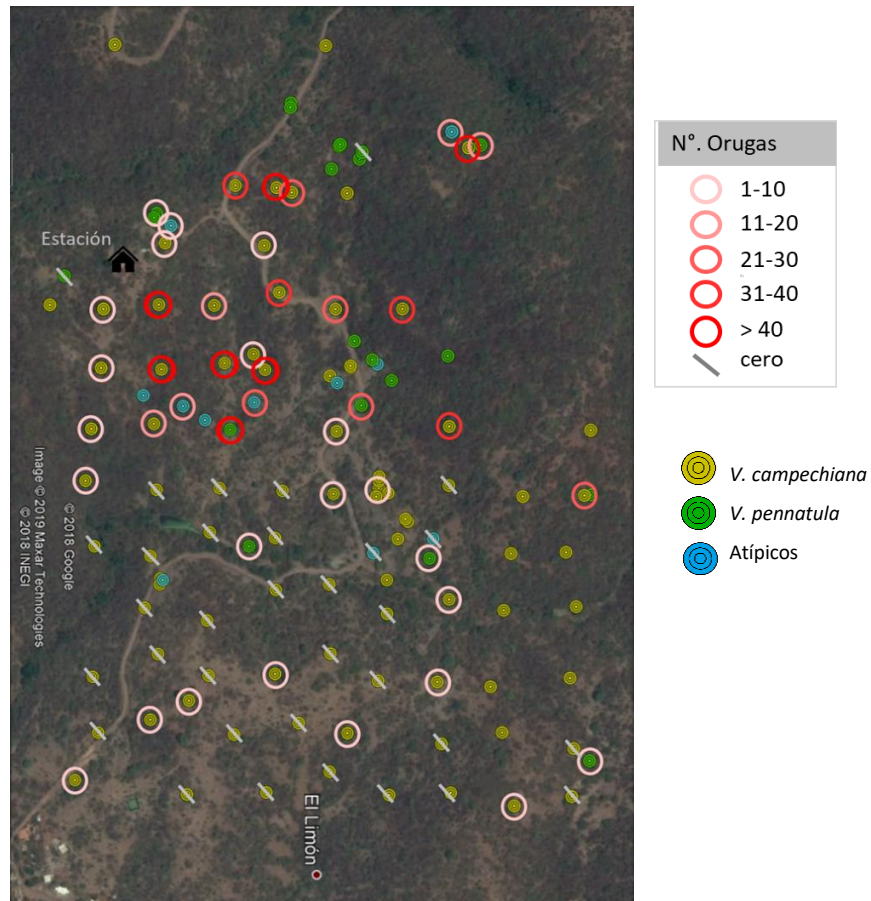 Estación
Image © 2019 Maxar Technologies
© 2018 INEGI
© 2018 Google
El Limón
N°. Orugas
1-10
11-20
21-30
31-40
> 40
cero
V. campechiana
V. pennatula
Atípicos